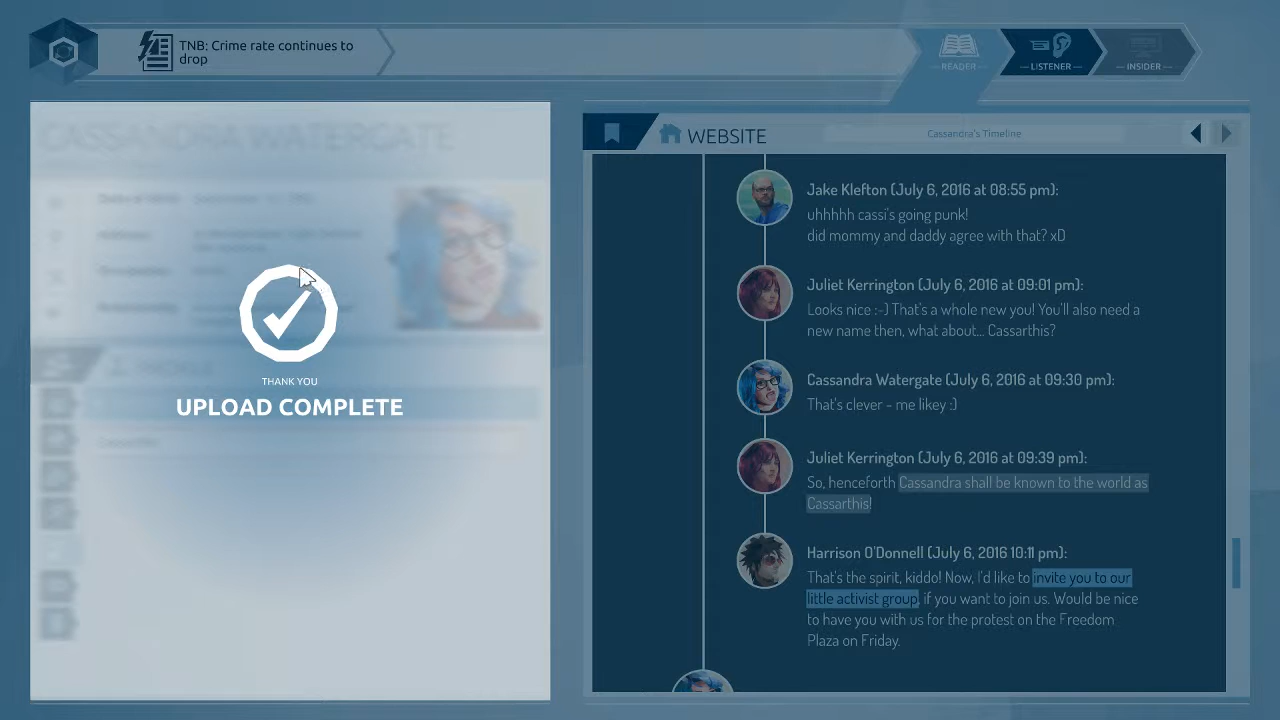 TNB: Crime rate continues to
drop
READER
LISTENER
INSIDER
CASSANDRA WATERGATE
WEBSITE
Cassandra's Timeline
THANK YOU
UPLOAD COMPLETE
Jake Klefton (July 6, 2016 at 08:55 pm):
uhhhhh cassi's going punk!
did mommy and daddy agree with that? xD
Juliet Kerrington (July 6, 2016 at 09:01 pm):
Looks nice :-) That's a whole new you! You'll also need a
new name then, what about... Cassarthis?
Cassandra Watergate (July 6, 2016 at 09:30 pm):
That's clever - me likey :)
Juliet Kerrington (July 6, 2016 at 09:39 pm):
So, henceforth Cassandra shall be known to the world as
Cassarthis!
Harrison O'Donnell (July 6, 2016 10:11 pm):
That's the spirit, kiddo! Now, I'd like to invite you to our
little activist group, if you want to join us. Would be nice
to have you with us for the protest on the Freedom
Plaza on Friday.